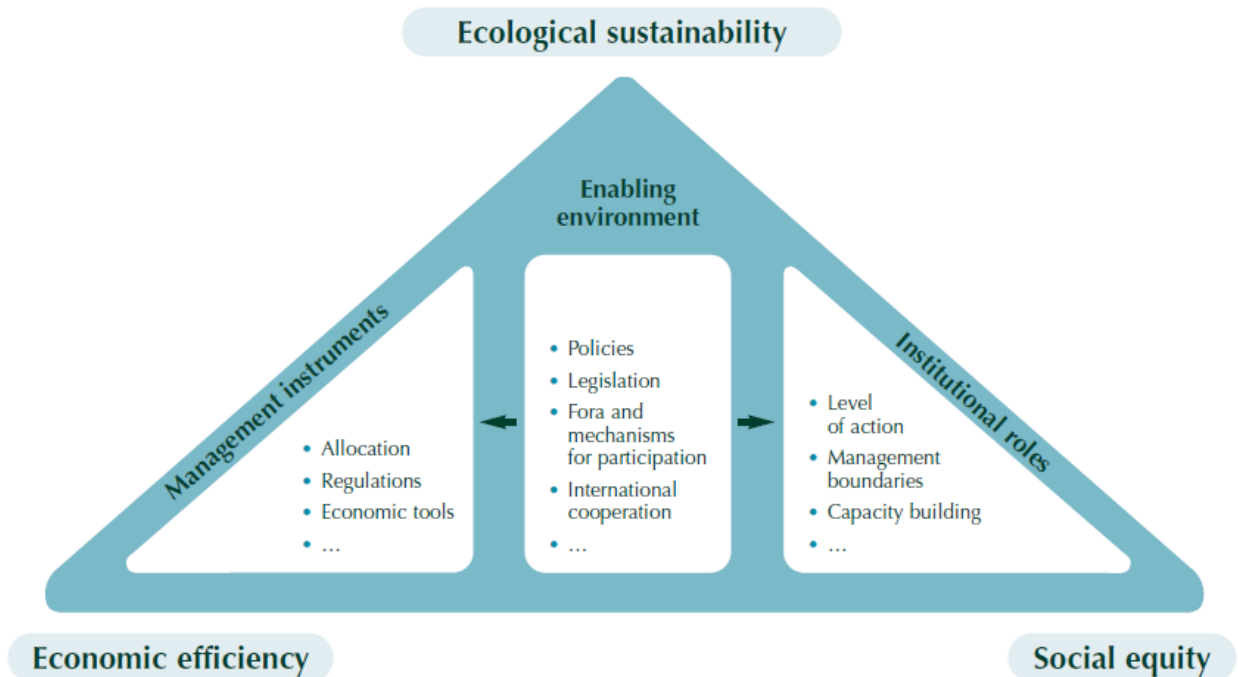 Ecological sustainability
Enabling
environment
Management instruments
• Allocation
• Regulations
• Economic tools
• …
• Policies
• Legislation
• Fora and
mechanisms
for participation
• International
cooperation
• …
Institutional roles
• Level
of action
• Management
boundaries
• Capacity building
• …
Economic efficiency
Social equity